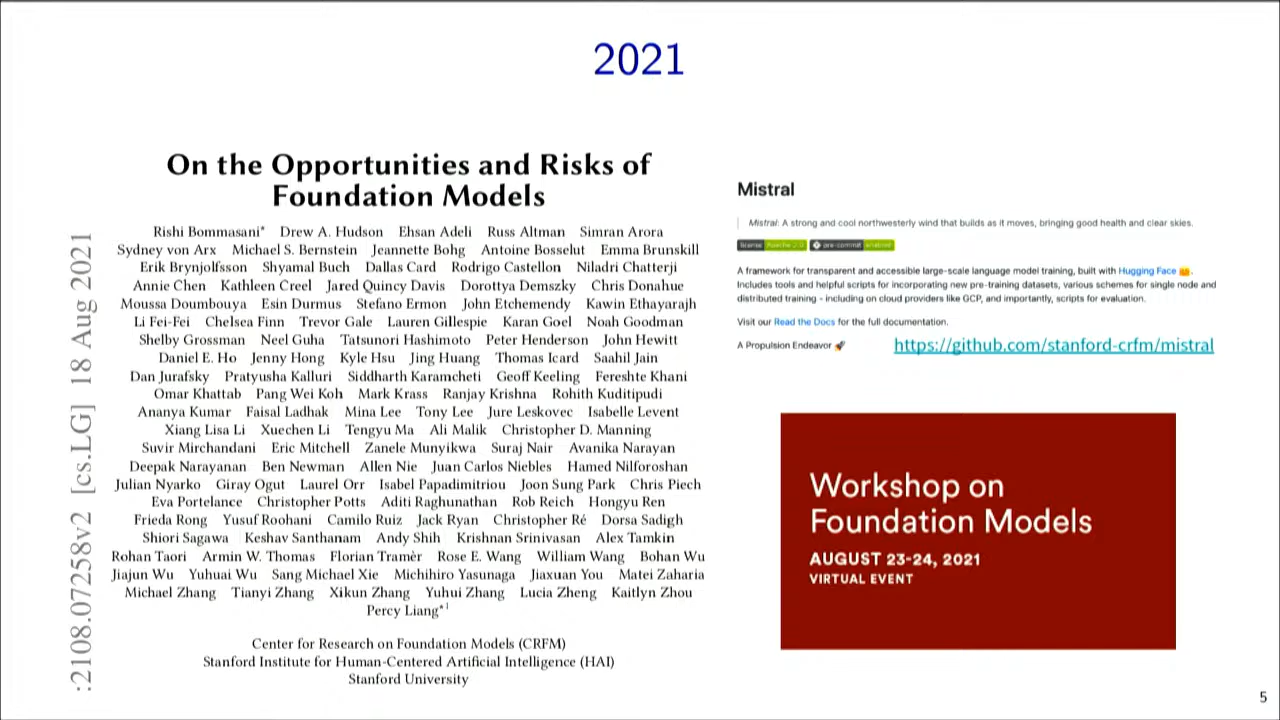 2021
On the Opportunities and Risks of
Foundation Models
Rishi Bommasani* Drew A. Hudson Ehsan Adeli Russ Altman Simran Arora
Sydney von Arx Michael S. Bernstein Jeannette Bohg Antoine Bosselut Emma Brunskill
Erik Brynjolfsson Shyamal Buch Dallas Card Rodrigo Castellon Niladri Chatterji
Annie Chen Kathleen Creel Jared Quincy Davis Dorottya Demszky Chris Donahue
Moussa Doumbouya Esin Durmus Stefano Ermon John Etchemendy Kawin Ethayarajh
Li Fei-Fei Chelsea Finn Trevor Gale Lauren Gillespie Karan Goel Noah Goodman
Shelby Grossman Neel Guha Tatsunori Hashimoto Peter Henderson John Hewitt
Daniel E. Ho Jenny Hong Kyle Hsu Jing Huang Thomas Icard Saahil Jain
Dan Jurafsky Pratyusha Kalluri Siddharth Karamcheti Geoff Keeling Fereshte Khani
Omar Khattab Pang Wei Koh Mark Krass Ranjay Krishna Rohith Kuditipudi
Ananya Kumar Faisal Ladhak Mina Lee Tony Lee Jure Leskovec Isabelle Levent
Xiang Lisa Li Xuechen Li Tengyu Ma Ali Malik Christopher D. Manning
Suvir Mirchandani Eric Mitchell Zanele Munyikwa Suraj Nair Avanika Narayan
Deepak Narayanan Ben Newman Allen Nie Juan Carlos Niebles Hamed Nilforoshan
Julian Nyarko Giray Ogut Laurel Orr Isabel Papadimitriou Joon Sung Park Chris Piech
Eva Portelance Christopher Potts Aditi Raghunathan Rob Reich Hongyu Ren
Frieda Rong Yusuf Roohani Camilo Ruiz Jack Ryan Christopher Ré Dorsa Sadigh
Shiori Sagawa Keshav Santhanam Andy Shih Krishnan Srinivasan Alex Tamkin
Rohan Taori Armin W. Thomas Florian Tramèr Rose E. Wang William Wang Bohan Wu
Jiajun Wu Yuhuai Wu Sang Michael Xie Michihiro Yasunaga Jiaxuan You Matei Zaharia
Michael Zhang Tianyi Zhang Xikun Zhang Yuhui Zhang Lucia Zheng Kaitlyn Zhou
Percy Liang*1
Center for Research on Foundation Models (CRFM)
Stanford Institute for Human-Centered Artificial Intelligence (HAI)
Stanford University
:2108.07258v2 [cs.LG] 18 Aug 2021
Mistral
Mistral: A strong and cool northwesterly wind that builds as it moves, bringing good health and clear skies.
license Apache 2.0 pre-commit enabled
A framework for transparent and accessible large-scale language model training, built with Hugging Face 🤗.
Includes tools and helpful scripts for incorporating new pre-training datasets, various schemes for single node and
distributed training - including on cloud providers like GCP, and importantly, scripts for evaluation.
Visit our Read the Docs for the full documentation.
A Propulsion Endeavor 🚀
https://github.com/stanford-crfm/mistral
Workshop on
Foundation Models
AUGUST 23-24, 2021
VIRTUAL EVENT
5